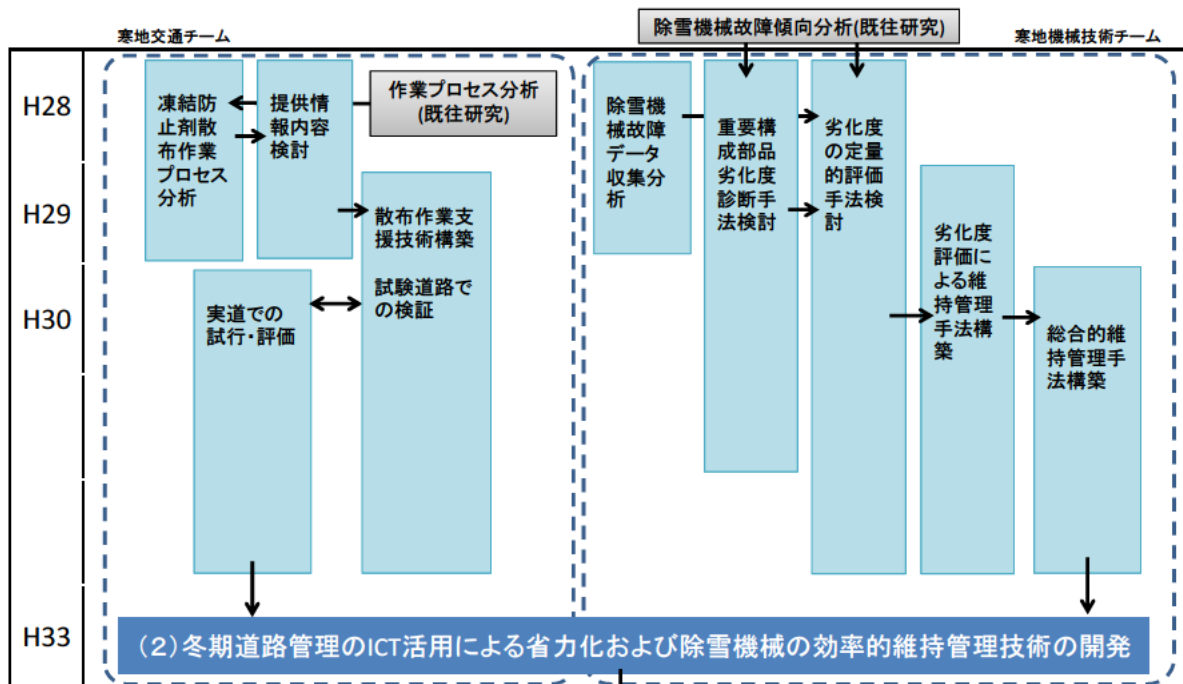 寒地交通チーム
除雪機械故障傾向分析(既往研究)
寒地機械技術チーム
H28
凍結防
止剤散
布作業
プロセス
分析
提供情
報内容
検討
作業プロセス分析
(既往研究)
除雪機
械故障
データ
収集分
析
重要構
成部品
劣化度
診断手
法検討
劣化度
の定量
的評価
手法検
討
H29
散布作業支
援技術構築
試験道路で
の検証
劣化度
評価に
よる維
持管理
手法構
築
H30
実道での
試行・評価
総合的維
持管理手
法構築
H33
(2)冬期道路管理のICT活用による省力化および除雪機械の効率的維持管理技術の開発